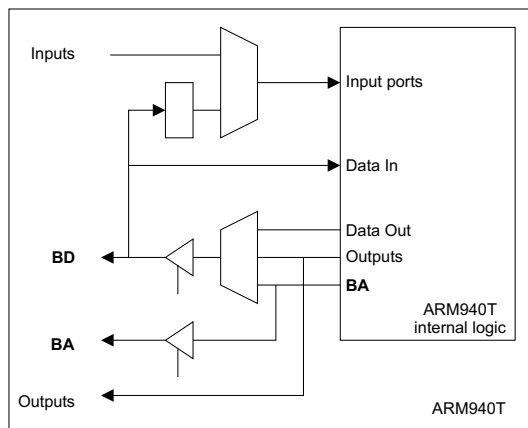 Inputs
Input ports
Data In
Data Out
BD
Outputs
BA
ARM940T
internal logic
BA
Outputs
ARM940T